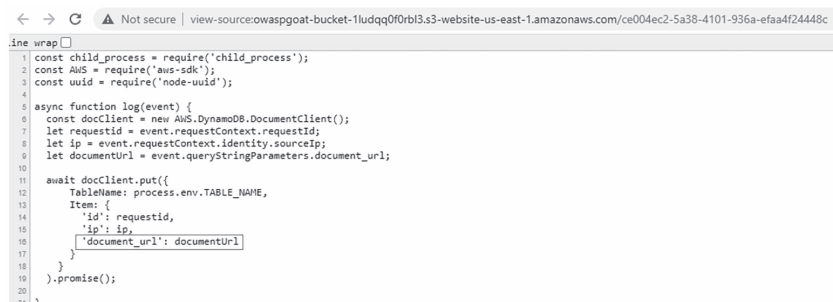 Not secure | view-source:owaspgoat-bucket-1ludqq0f0rbl3.s3-website-us-east-1.amazonaws.com/ce004ec2-5a38-4101-936a-efaa4f24448c
ine wrap
1 const child_process = require('child_process');
2 const AWS = require('aws-sdk');
3 const uuid = require('node-uuid');
4
5 async function log(event) {
6 const docClient = new AWS.DynamoDB.DocumentClient();
7 let requestid = event.requestContext.requestId;
8 let ip = event.requestContext.identity.sourceIp;
9 let documentUrl = event.queryStringParameters.document_url;
10
11 await docClient.put({
12 TableName: process.env.TABLE_NAME,
13 Item: {
14 'id': requestid,
15 'ip': ip,
16 'document_url': documentUrl
17 }
18 }
19 ).promise();
20